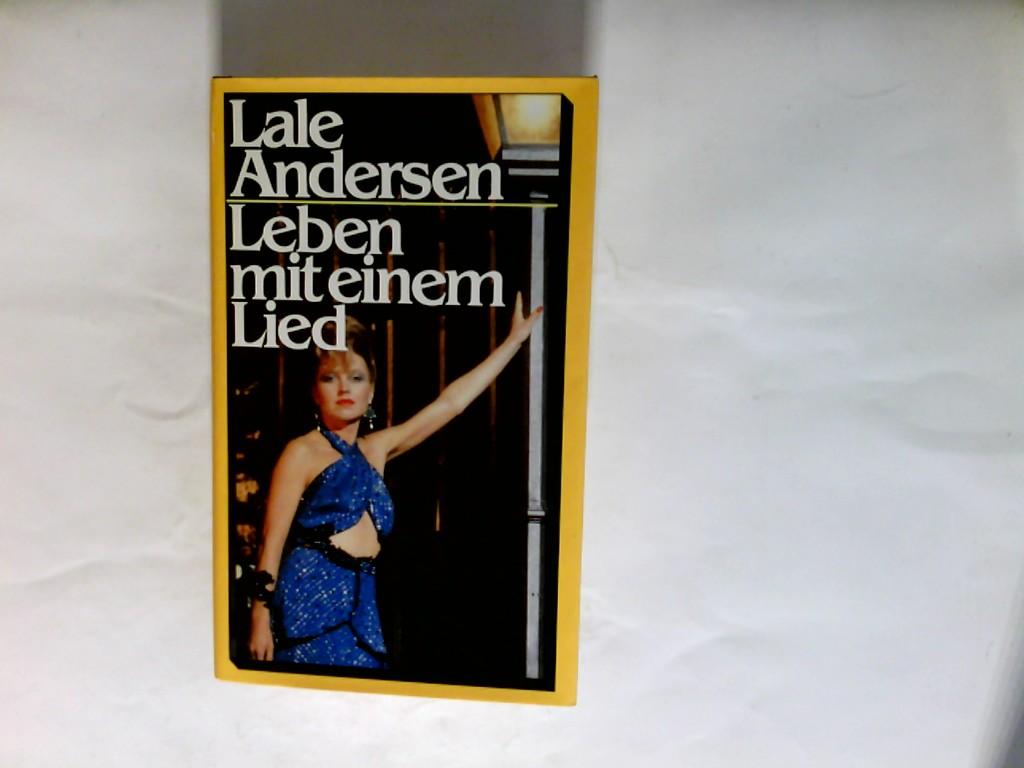 Lale
Andersen
Leben
mit einem
Lied